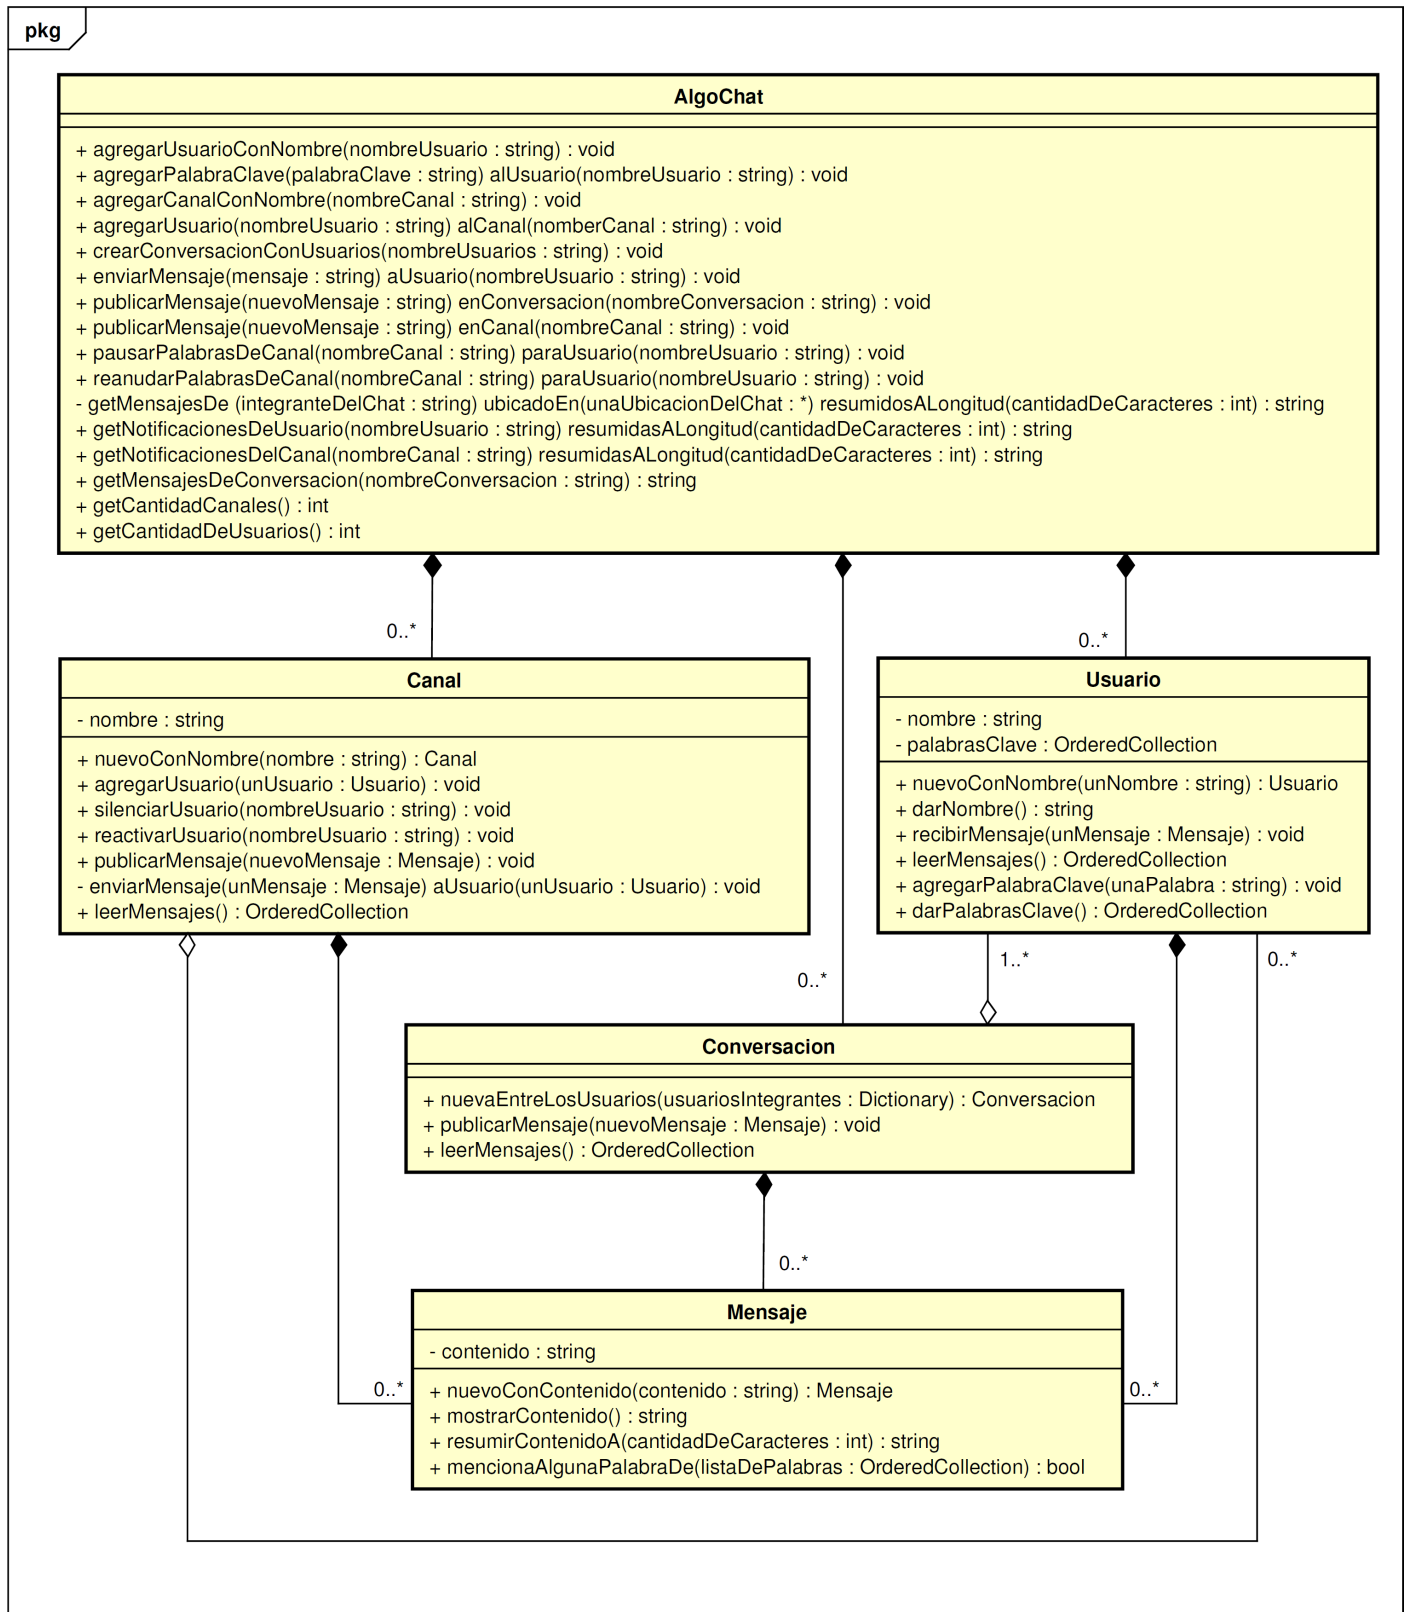 pkg
AlgoChat
+ agregarUsuarioConNombre(nombreUsuario : string) : void
+ agregarPalabraClave(palabraClave : string) alUsuario(nombreUsuario : string) : void
+ agregarCanalConNombre(nombreCanal : string) : void
+ agregarUsuario(nombreUsuario : string) alCanal(nomberCanal : string) : void
+ crearConversacionConUsuarios(nombreUsuarios : string) : void
+ enviarMensaje(mensaje : string) aUsuario(nombreUsuario : string) : void
+ publicarMensaje(nuevoMensaje : string) enConversacion(nombreConversacion : string) : void
+ publicarMensaje(nuevoMensaje : string) enCanal(nombreCanal : string) : void
+ pausarPalabrasDeCanal(nombreCanal : string) paraUsuario(nombreUsuario : string) : void
+ reanudarPalabrasDeCanal(nombreCanal : string) paraUsuario(nombreUsuario : string) : void
- getMensajesDe (integranteDelChat : string) ubicadoEn(unaUbicacionDelChat : *) resumidosALongitud(cantidadDeCaracteres : int) : string
+ getNotificacionesDeUsuario(nombreUsuario : string) resumidasALongitud(cantidadDeCaracteres : int) : string
+ getNotificacionesDelCanal(nombreCanal : string) resumidasALongitud(cantidadDeCaracteres : int) : string
+ getMensajesDeConversacion(nombreConversacion : string) : string
+ getCantidadCanales() : int
+ getCantidadDeUsuarios() : int
0..*
0..*
Canal
- nombre : string
+ nuevoConNombre(nombre : string) : Canal
+ agregarUsuario(unUsuario : Usuario) : void
+ silenciarUsuario(nombreUsuario : string) : void
+ reactivarUsuario(nombreUsuario : string) : void
+ publicarMensaje(nuevoMensaje : Mensaje) : void
- enviarMensaje(unMensaje : Mensaje) aUsuario(unUsuario : Usuario) : void
+ leerMensajes() : OrderedCollection
Usuario
- nombre : string
- palabrasClave : OrderedCollection
+ nuevoConNombre(unNombre : string) : Usuario
+ darNombre() : string
+ recibirMensaje(unMensaje : Mensaje) : void
+ leerMensajes() : OrderedCollection
+ agregarPalabraClave(unaPalabra : string) : void
+ darPalabrasClave() : OrderedCollection
0..*
1..*
0..*
Conversacion
+ nuevaEntreLosUsuarios(usuariosIntegrantes : Dictionary) : Conversacion
+ publicarMensaje(nuevoMensaje : Mensaje) : void
+ leerMensajes() : OrderedCollection
0..*
Mensaje
- contenido : string
+ nuevoConContenido(contenido : string) : Mensaje
+ mostrarContenido() : string
+ resumirContenidoA(cantidadDeCaracteres : int) : string
+ mencionaAlgunaPalabraDe(listaDePalabras : OrderedCollection) : bool
0..*
0..*